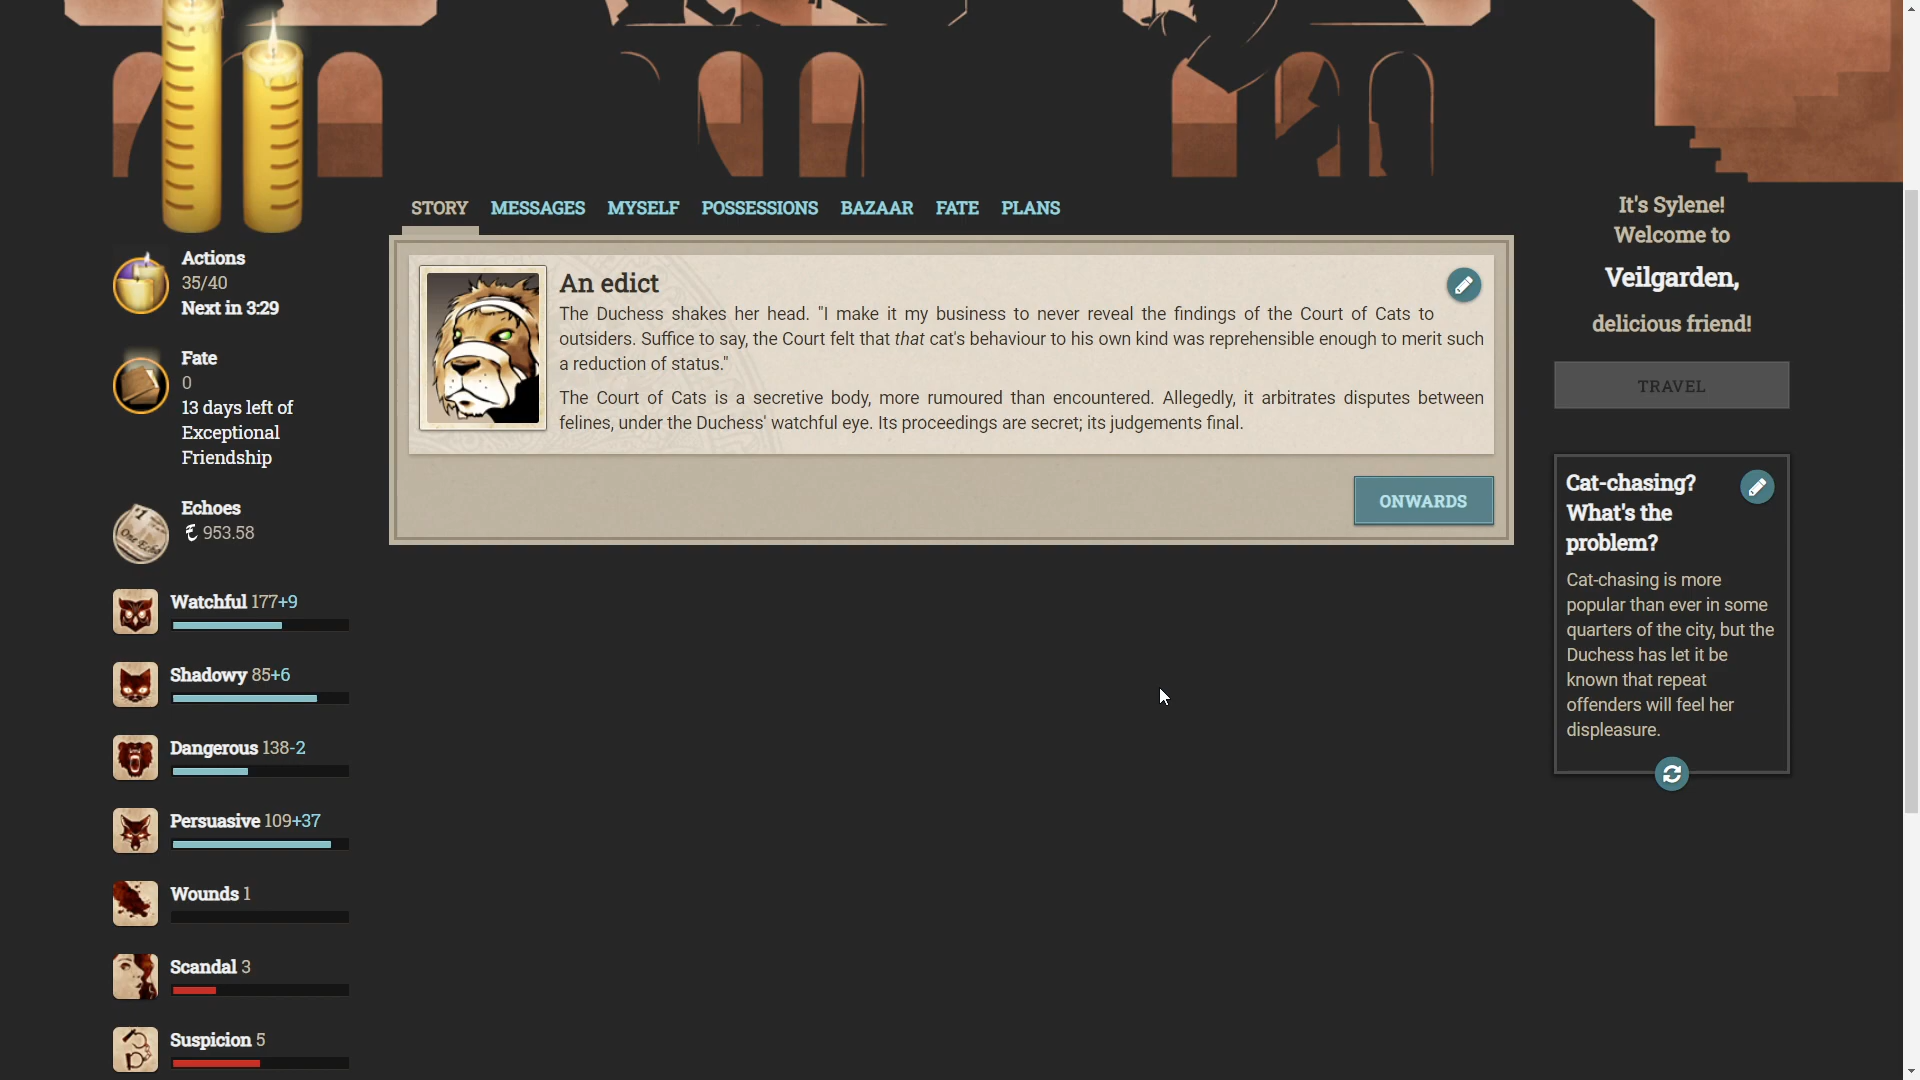 STORY MESSAGES MYSELF POSSESSIONS BAZAAR FATE PLANS
Actions
35/40
Next in 3:29
Fate
0
13 days left of
Exceptional
Friendship
Echoes
953.58
Watchful 177+9
Shadowy 85+6
Dangerous 138-2
Persuasive 109+37
Wounds 1
Scandal 3
Suspicion 5
An edict
The Duchess shakes her head. "I make it my business to never reveal the findings of the Court of Cats to
outsiders. Suffice to say, the Court felt that that cat's behaviour to his own kind was reprehensible enough to merit such
a reduction of status."
The Court of Cats is a secretive body, more rumoured than encountered. Allegedly, it arbitrates disputes between
felines, under the Duchess' watchful eye. Its proceedings are secret; its judgements final.
ONWARDS
It's Sylene!
Welcome to
Veilgarden,
delicious friend!
TRAVEL
Cat-chasing?
What's the
problem?
Cat-chasing is more
popular than ever in some
quarters of the city, but the
Duchess has let it be
known that repeat
offenders will feel her
displeasure.